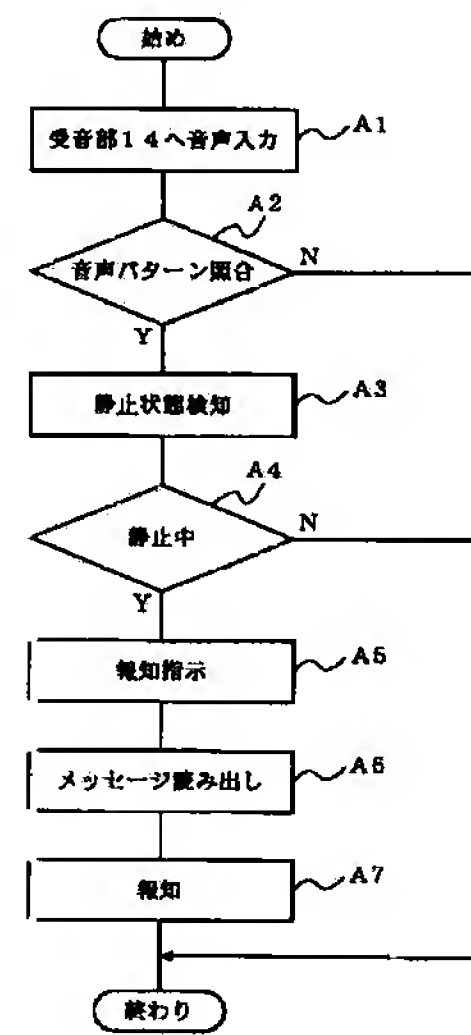 始め
受音部14へ音声入力
A1
A2
音声パターン照合
N
Y
静止状態検知
A3
A4
静止中
N
Y
報知指示
A5
メッセージ読み出し
A6
報知
A7
終わり